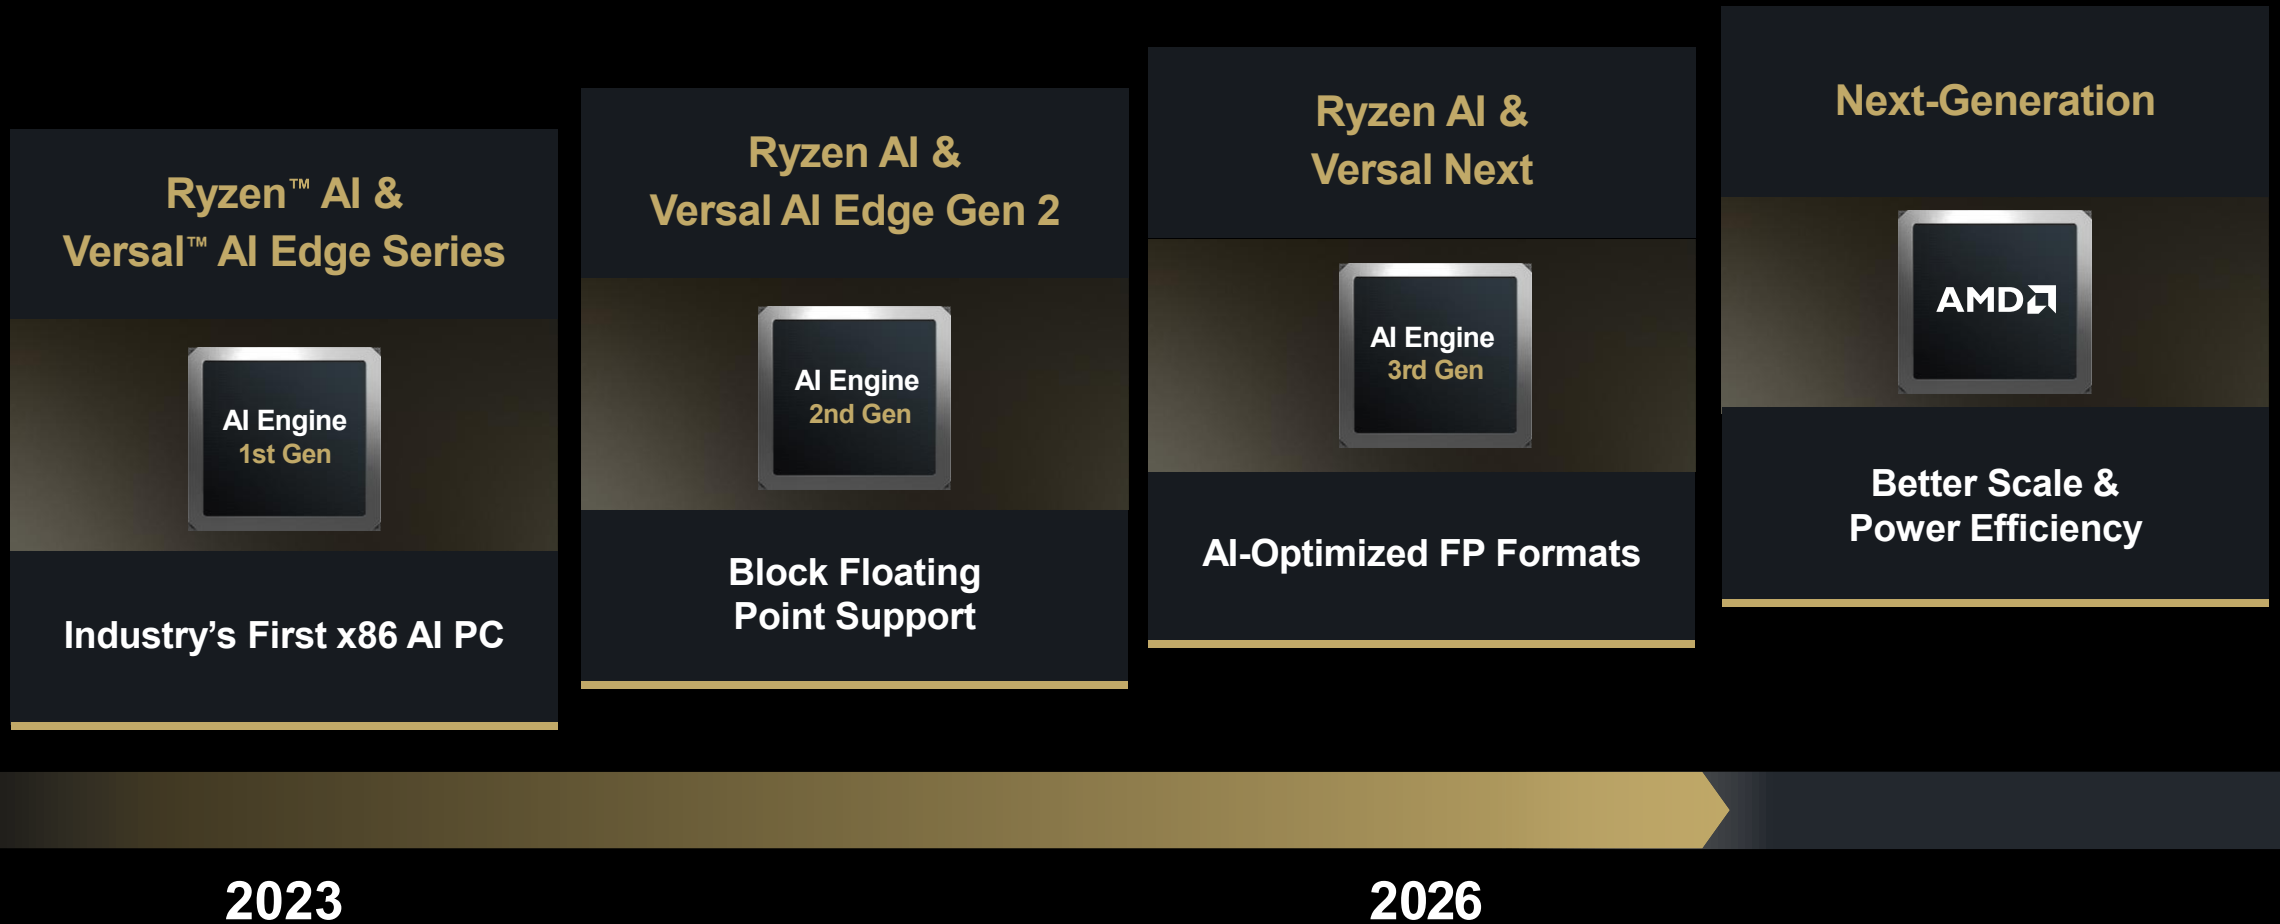 Ryzen™ AI &
Versal™ AI Edge Series
AI Engine
1st Gen
Industry’s First x86 AI PC
Ryzen AI &
Versal AI Edge Gen 2
AI Engine
2nd Gen
Block Floating
Point Support
Ryzen AI &
Versal Next
AI Engine
3rd Gen
AI-Optimized FP Formats
Next-Generation
AMD
Better Scale &
Power Efficiency
2023
2026